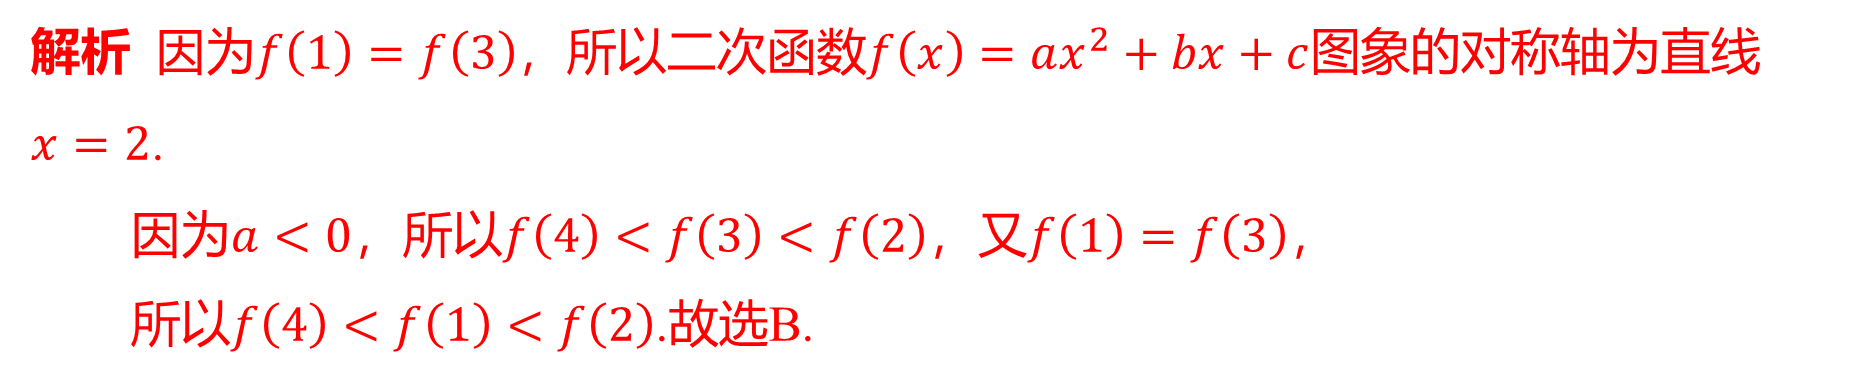 解析 因为f(1) = f(3)，所以二次函数f(x) = ax² + bx + c图象的对称轴为直线
x = 2.
因为a < 0，所以f(4) < f(3) < f(2)，又f(1) = f(3)，
所以f(4) < f(1) < f(2).故选B.